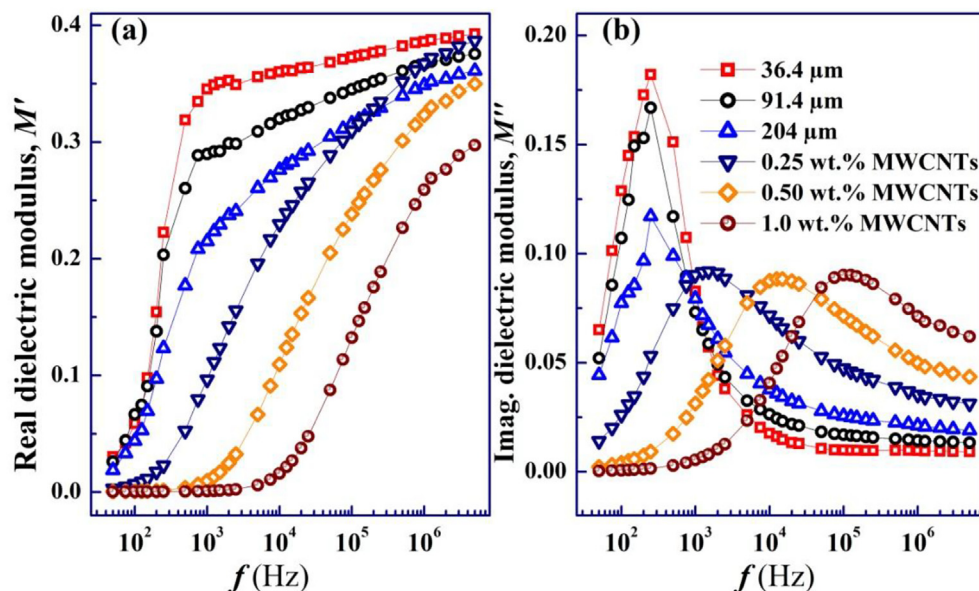 (a)
Real dielectric modulus, M′
0.4
0.3
0.2
0.1
0.0
10² 10³ 10⁴ 10⁵ 10⁶
f (Hz)
(b)
Imag. dielectric modulus, M″
0.20
0.15
0.10
0.05
0.00
36.4 µm
91.4 µm
204 µm
0.25 wt.% MWCNTs
0.50 wt.% MWCNTs
1.0 wt.% MWCNTs
10² 10³ 10⁴ 10⁵ 10⁶
f (Hz)